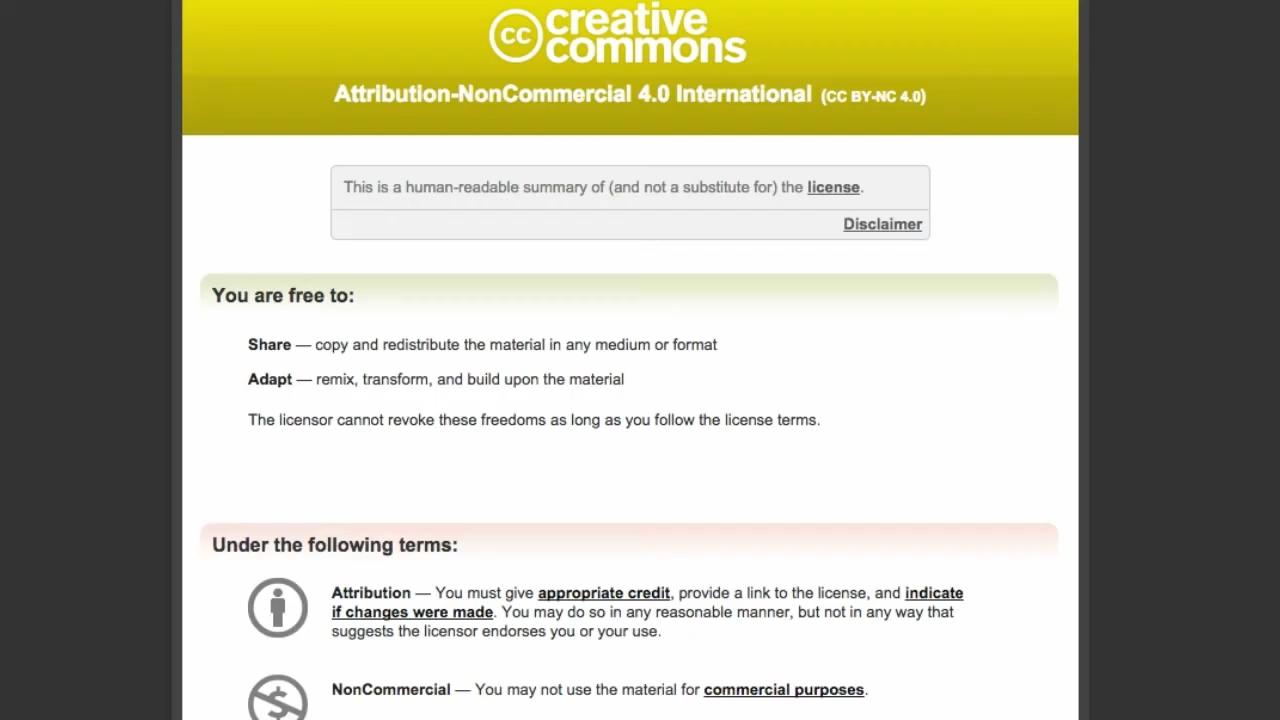 cc creative
commons
Attribution-NonCommercial 4.0 International (CC BY-NC 4.0)
This is a human-readable summary of (and not a substitute for) the license.
Disclaimer
You are free to:
Share — copy and redistribute the material in any medium or format
Adapt — remix, transform, and build upon the material
The licensor cannot revoke these freedoms as long as you follow the license terms.
Under the following terms:
Attribution — You must give appropriate credit, provide a link to the license, and indicate
if changes were made. You may do so in any reasonable manner, but not in any way that
suggests the licensor endorses you or your use.
$
NonCommercial — You may not use the material for commercial purposes.